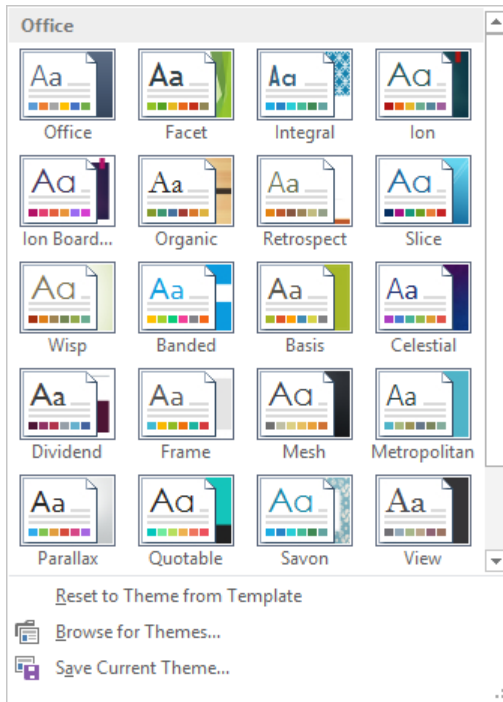 Office
Aa Aa Aa Aa
Office Facet Integral Ion
Aa Aa Aa Aa
Ion Board... Organic Retrospect Slice
Aa Aa Aa Aa
Wisp Banded Basis Celestial
Aa Aa Aa Aa
Dividend Frame Mesh Metropolitan
Aa Aa Aa Aa
Parallax Quotable Savon View
Reset to Theme from Template
Browse for Themes...
Save Current Theme...